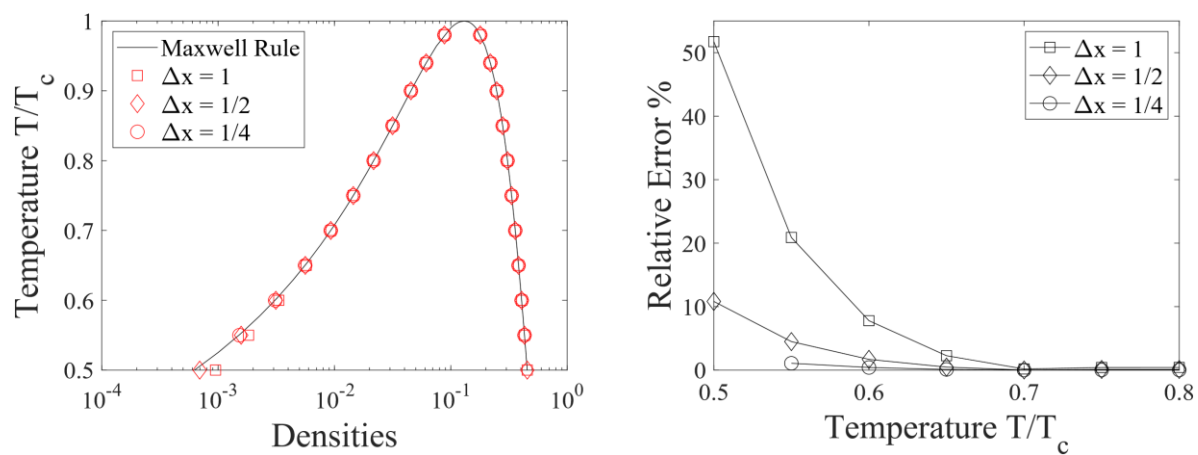 1
0.9
0.8
0.7
0.6
0.5
Temperature T/T_c
Maxwell Rule
Δx = 1
Δx = 1/2
Δx = 1/4
10^-4
10^-3
10^-2
10^-1
10^0
Densities
50
40
30
20
10
0
Relative Error %
Δx = 1
Δx = 1/2
Δx = 1/4
0.5
0.6
0.7
0.8
Temperature T/T_c